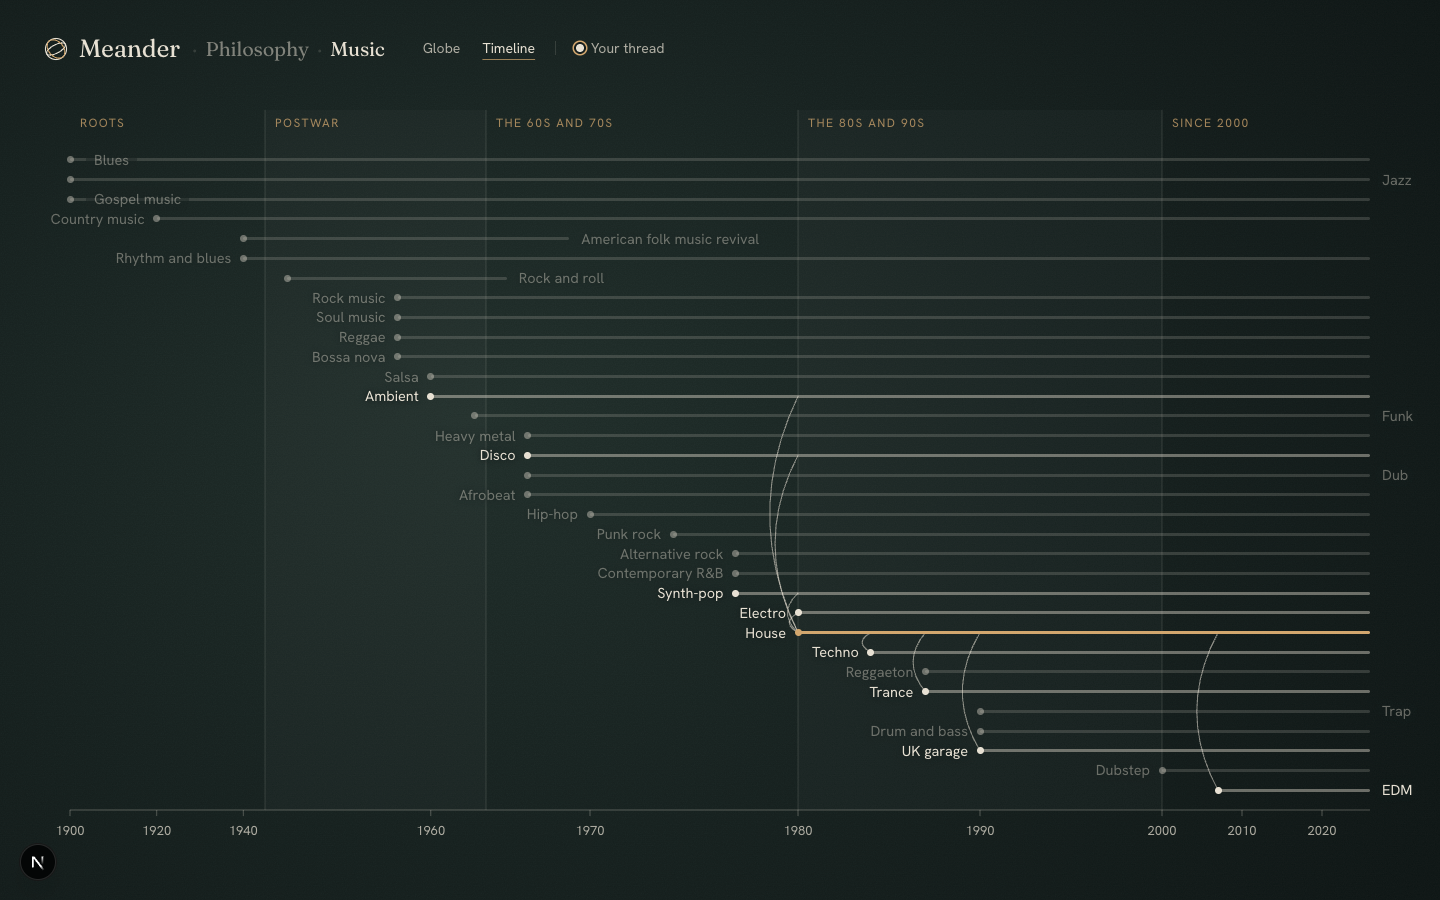 Meander · Philosophy · Music Globe Timeline Your thread
ROOTS POSTWAR THE 60S AND 70S THE 80S AND 90S SINCE 2000
Blues
Jazz
Gospel music
Country music
American folk music revival
Rhythm and blues
Rock and roll
Rock music
Soul music
Reggae
Bossa nova
Salsa
Ambient
Funk
Heavy metal
Disco
Dub
Afrobeat
Hip-hop
Punk rock
Alternative rock
Contemporary R&B
Synth-pop
Electro
House
Techno
Reggaeton
Trance
Trap
Drum and bass
UK garage
Dubstep
EDM
1900 1920 1940 1960 1970 1980 1990 2000 2010 2020
N